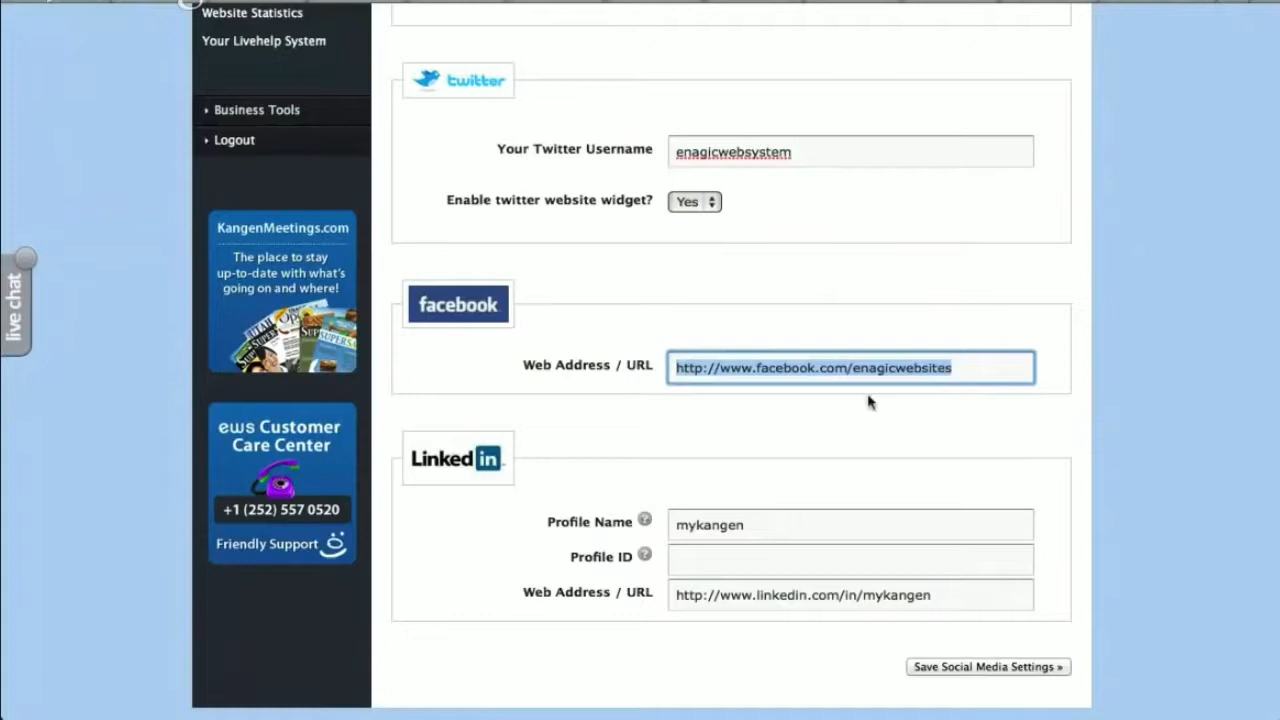 Website Statistics
Your Livehelp System
Business Tools
Logout
KangenMeetings.com
The place to stay
up-to-date with what's
going on and where!
ews Customer
Care Center
+1 (252) 557 0520
Friendly Support
live chat
twitter
Your Twitter Username
enagicwebsystem
Enable twitter website widget?
Yes
facebook
Web Address / URL
http://www.facebook.com/enagicwebsites
Linked in
Profile Name
mykangen
Profile ID
Web Address / URL
http://www.linkedin.com/in/mykangen
Save Social Media Settings »